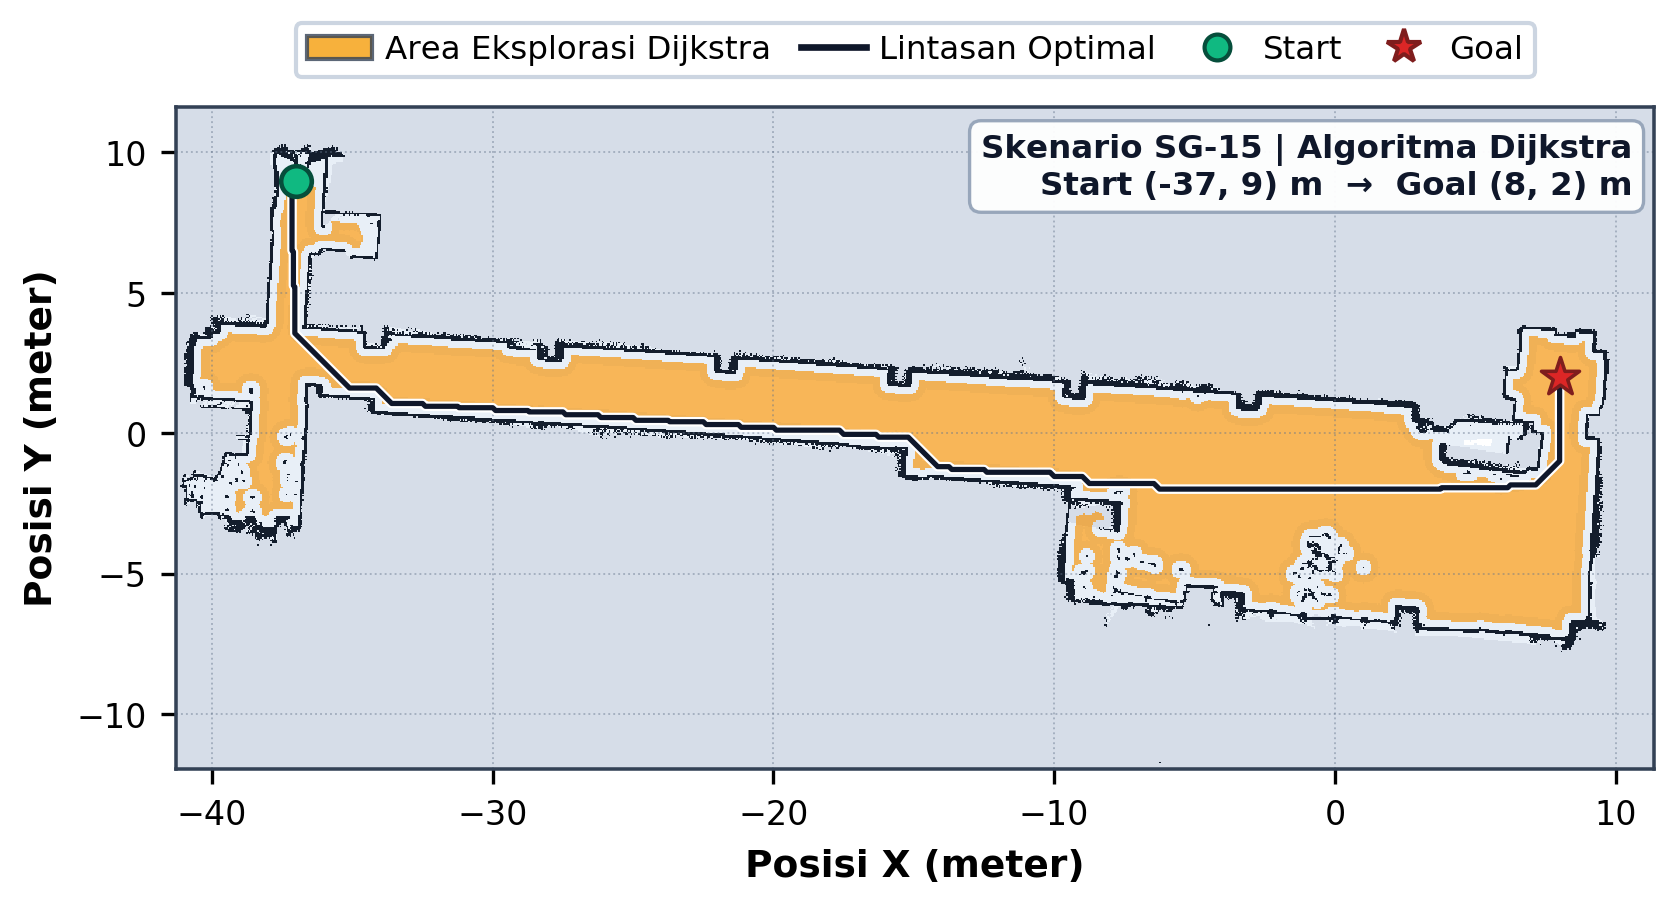 Area Eksplorasi Dijkstra Lintasan Optimal Start Goal
Skenario SG-15 | Algoritma Dijkstra
Start (-37, 9) m → Goal (8, 2) m
10
5
0
−5
−10
Posisi Y (meter)
−40 −30 −20 −10 0 10
Posisi X (meter)